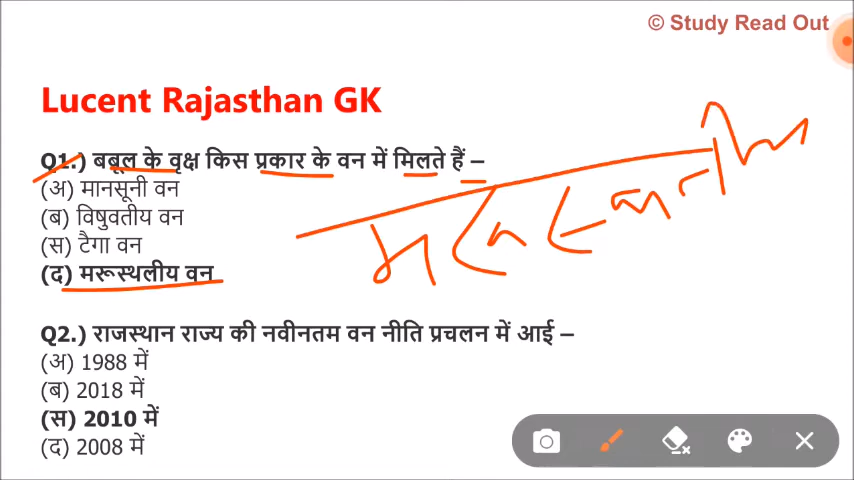 © Study Read Out
Lucent Rajasthan GK
Q1.) बबूल के वृक्ष किस प्रकार के वन में मिलते हैं –
(अ) मानसूनी वन
(ब) विषुवतीय वन
(स) टैगा वन
(द) मरूस्थलीय वन
Q2.) राजस्थान राज्य की नवीनतम वन नीति प्रचलन में आई –
(अ) 1988 में
(ब) 2018 में
(स) 2010 में
(द) 2008 में